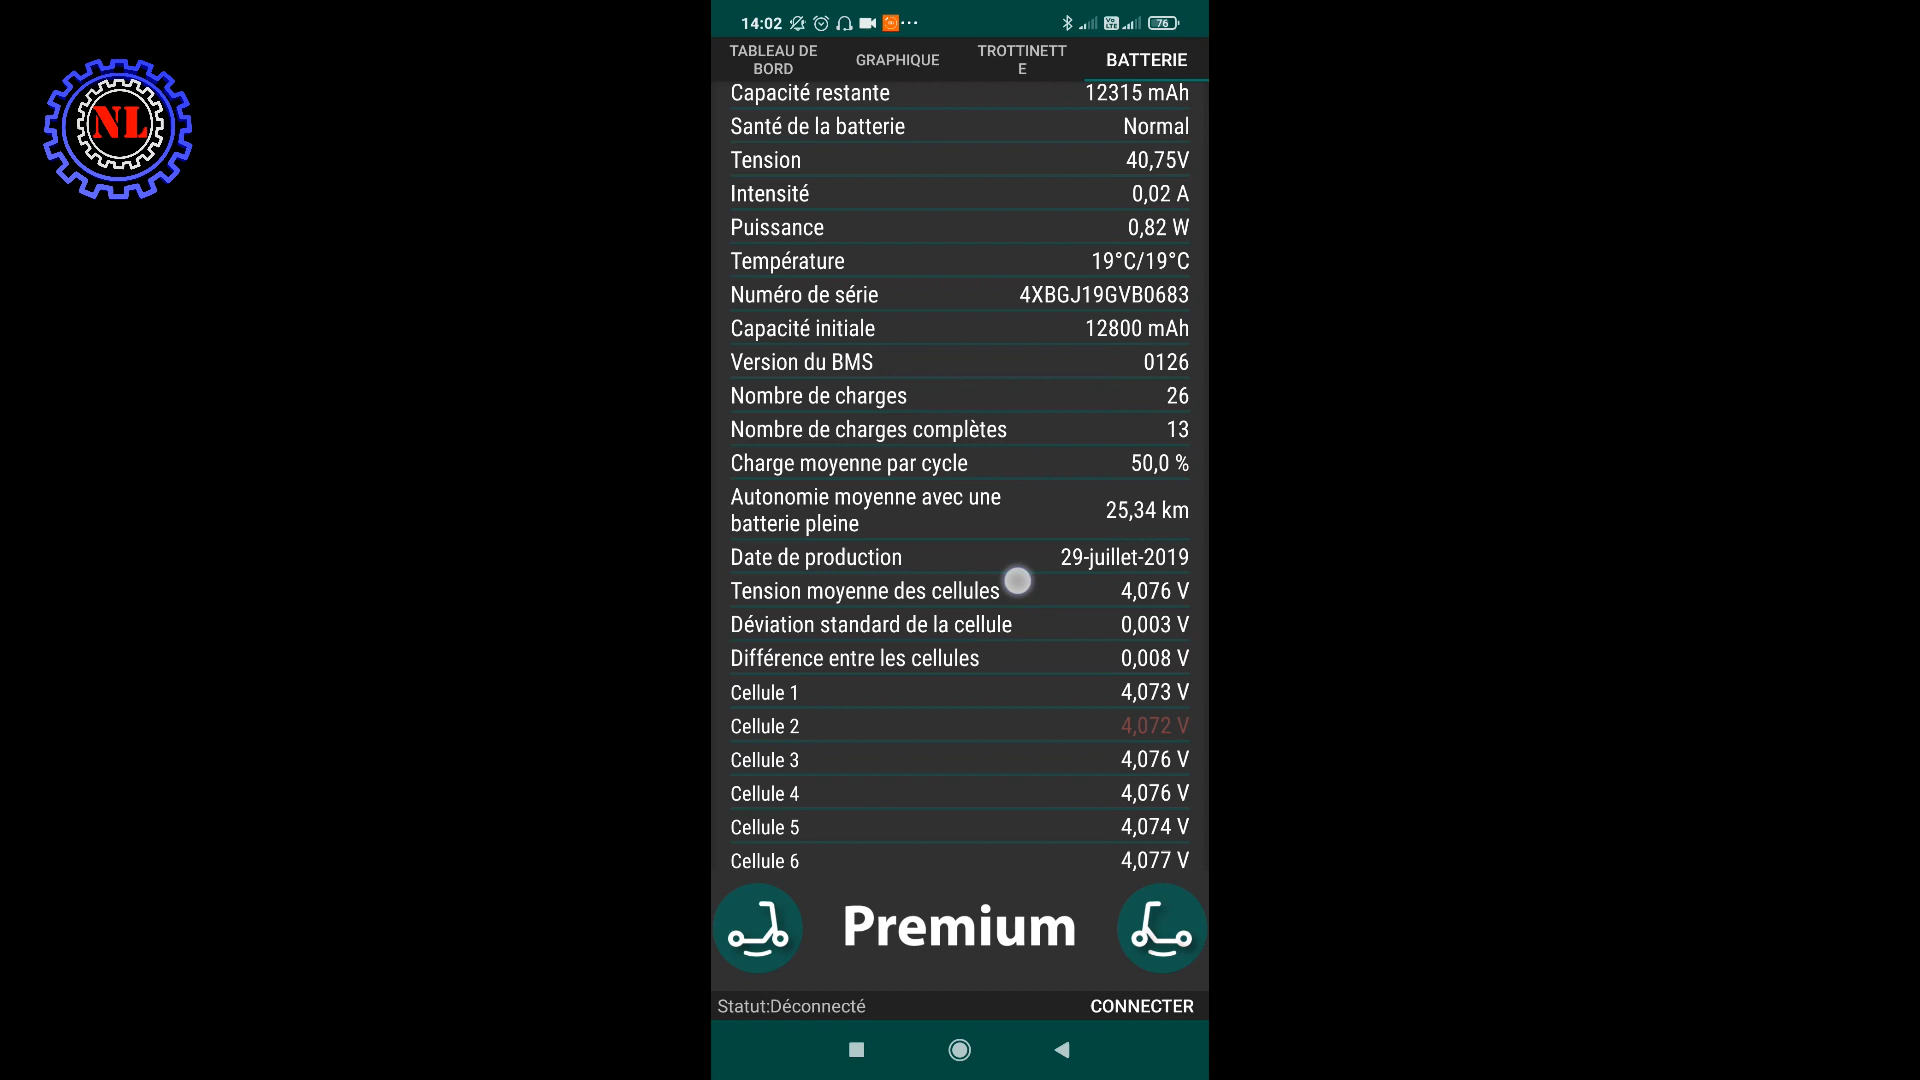 NL
14:02
Vo
LTE
76
TABLEAU DE
BORD
GRAPHIQUE
TROTTINETT
E
BATTERIE
Capacité restante 12315 mAh
Santé de la batterie Normal
Tension 40,75V
Intensité 0,02 A
Puissance 0,82 W
Température 19°C/19°C
Numéro de série 4XBGJ19GVB0683
Capacité initiale 12800 mAh
Version du BMS 0126
Nombre de charges 26
Nombre de charges complètes 13
Charge moyenne par cycle 50,0 %
Autonomie moyenne avec une
batterie pleine 25,34 km
Date de production 29-juillet-2019
Tension moyenne des cellules 4,076 V
Déviation standard de la cellule 0,003 V
Différence entre les cellules 0,008 V
Cellule 1 4,073 V
Cellule 2 4,072 V
Cellule 3 4,076 V
Cellule 4 4,076 V
Cellule 5 4,074 V
Cellule 6 4,077 V
Premium
Statut:Déconnecté CONNECTER